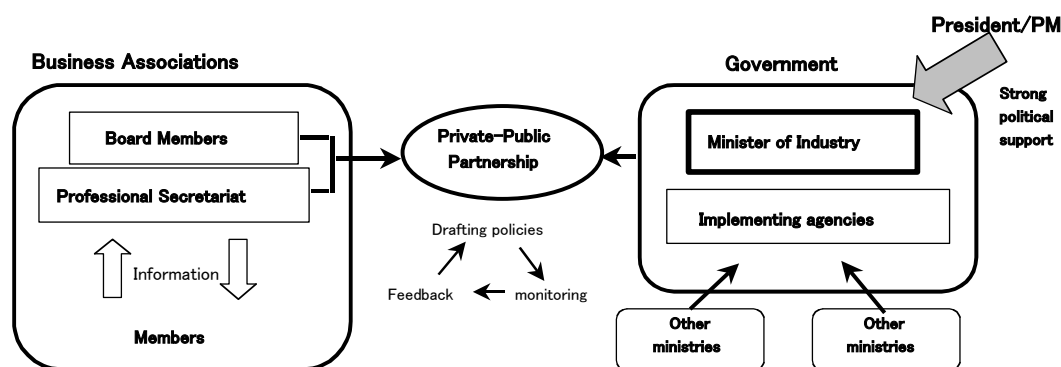 President/PM
Business Associations
Government
Strong
political
support
Board Members
Private-Public
Partnership
Minister of Industry
Professional Secretariat
Implementing agencies
Drafting policies
Information
Feedback
monitoring
Members
Other
ministries
Other
ministries